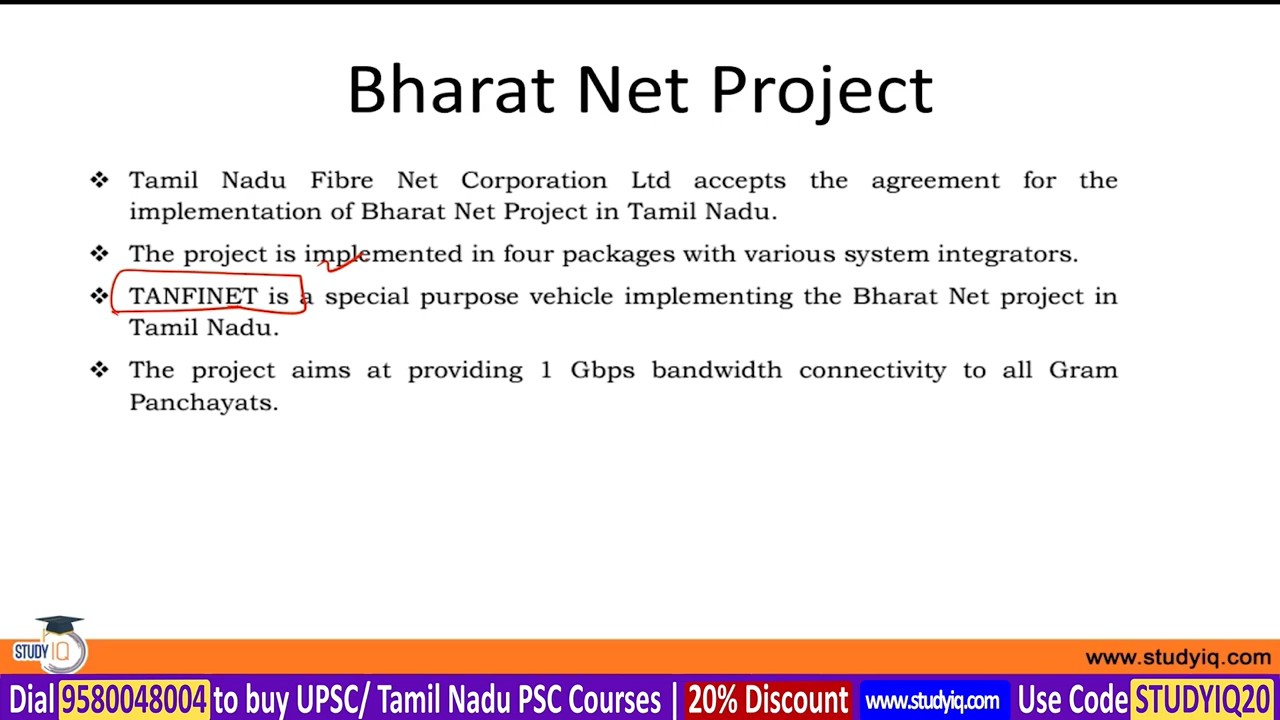 Bharat Net Project
❖ Tamil Nadu Fibre Net Corporation Ltd accepts the agreement for the
implementation of Bharat Net Project in Tamil Nadu.
❖ The project is implemented in four packages with various system integrators.
❖ TANFINET is a special purpose vehicle implementing the Bharat Net project in
Tamil Nadu.
❖ The project aims at providing 1 Gbps bandwidth connectivity to all Gram
Panchayats.
STUDY IQ
www.studyiq.com
Dial 9580048004 to buy UPSC/ Tamil Nadu PSC Courses | 20% Discount www.studyiq.com Use Code STUDYIQ20